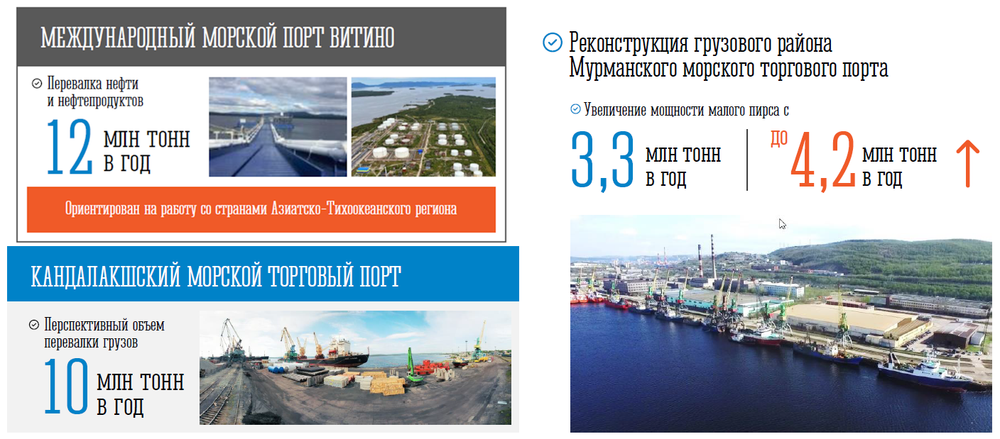 МЕЖДУНАРОДНЫЙ МОРСКОЙ ПОРТ ВИТИНО
Перевалка нефти
и нефтепродуктов
12 МЛН ТОНН
В ГОД
Ориентирован на работу со странами Азиатско-Тихоокеанского региона
КАНДАЛАКШСКИЙ МОРСКОЙ ТОРГОВЫЙ ПОРТ
Перспективный объем
перевалки грузов
10 МЛН ТОНН
В ГОД
Реконструкция грузового района
Мурманского морского торгового порта
Увеличение мощности малого пирса с
3,3 МЛН ТОНН
В ГОД
ДО 4,2 МЛН ТОНН
В ГОД